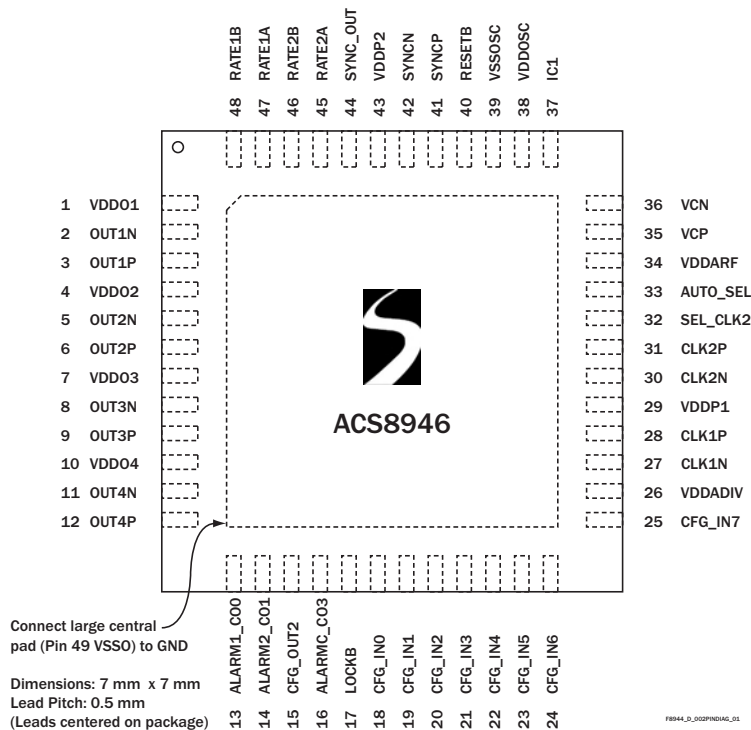 48 RATE1B
47 RATE1A
46 RATE2B
45 RATE2A
44 SYNC_OUT
43 VDDP2
42 SYNCN
41 SYNCP
40 RESETB
39 VSSOSC
38 VDDOSC
37 IC1
1 VDDO1
2 OUT1N
3 OUT1P
4 VDDO2
5 OUT2N
6 OUT2P
7 VDDO3
8 OUT3N
9 OUT3P
10 VDDO4
11 OUT4N
12 OUT4P
ACS8946
36 VCN
35 VCP
34 VDDARF
33 AUTO_SEL
32 SEL_CLK2
31 CLK2P
30 CLK2N
29 VDDP1
28 CLK1P
27 CLK1N
26 VDDADIV
25 CFG_IN7
13 ALARM1_CO0
14 ALARM2_CO1
15 CFG_OUT2
16 ALARMC_CO3
17 LOCKB
18 CFG_IN0
19 CFG_IN1
20 CFG_IN2
21 CFG_IN3
22 CFG_IN4
23 CFG_IN5
24 CFG_IN6
Connect large central
pad (Pin 49 VSSO) to GND
Dimensions: 7 mm x 7 mm
Lead Pitch: 0.5 mm
(Leads centered on package)
F8944_D_002PINDIAG_01